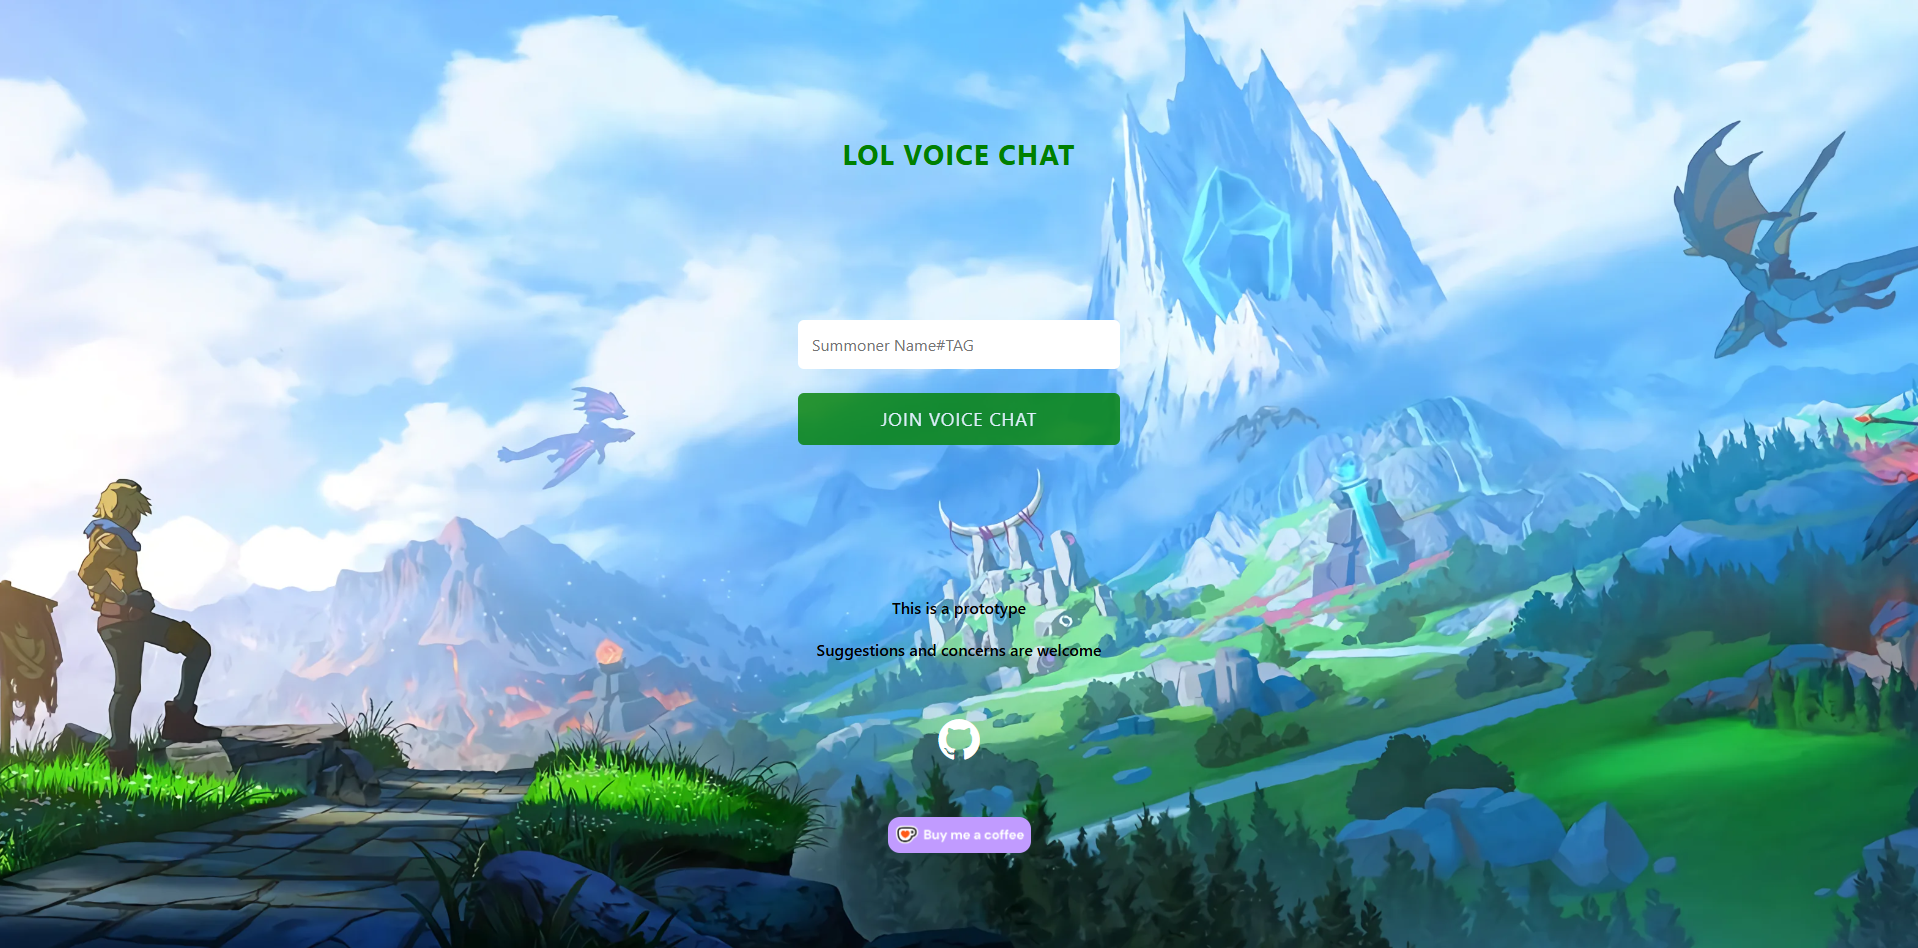 LOL VOICE CHAT
Summoner Name#TAG
JOIN VOICE CHAT
This is a prototype
Suggestions and concerns are welcome
Buy me a coffee